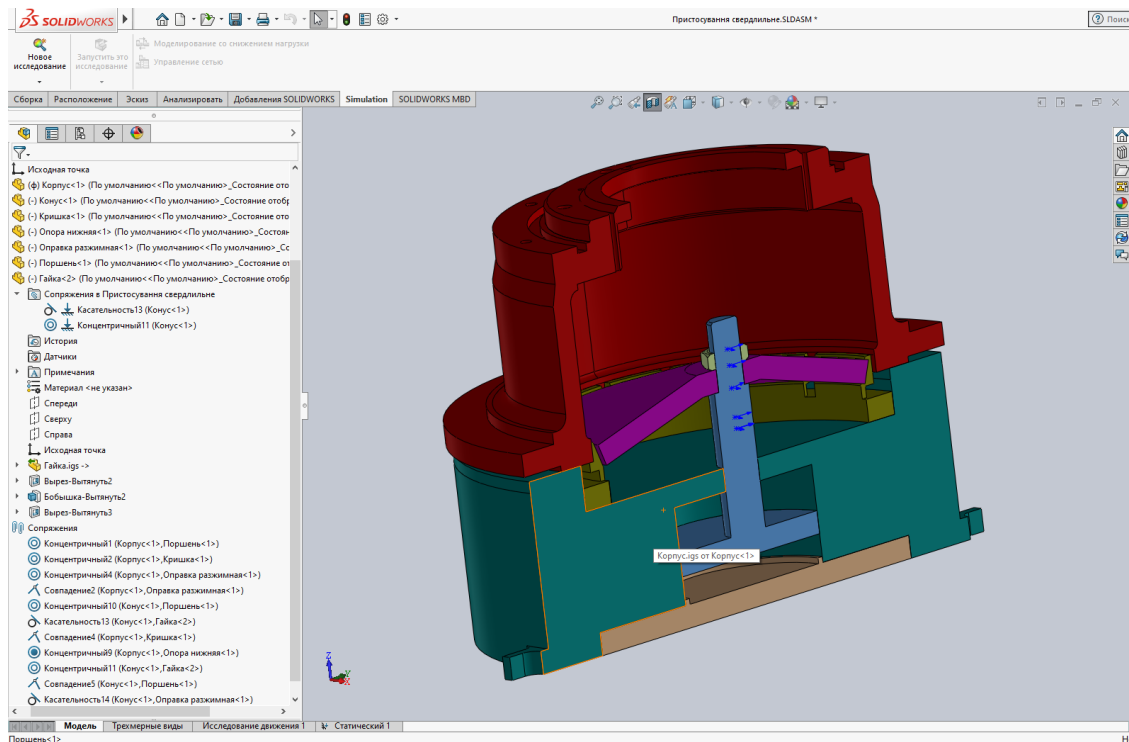 SOLIDWORKS
Пристосування свердлильне.SLDASM *
Поиск
Новое исследование
Запустить это исследование
Моделирование со снижением нагрузки
Управление сетью
Сборка Расположение Эскиз Анализировать Добавления SOLIDWORKS Simulation SOLIDWORKS MBD
Исходная точка
(ф) Корпус<1> (По умолчанию<<По умолчанию>_Состояние ото
(-) Конус<1> (По умолчанию<<По умолчанию>_Состояние отобр
(-) Кришка<1> (По умолчанию<<По умолчанию>_Состояние ото
(-) Опора нижняя<1> (По умолчанию<<По умолчанию>_Состоян
(-) Оправка разжимная<1> (По умолчанию<<По умолчанию>_Сс
(-) Поршень<1> (По умолчанию<<По умолчанию>_Состояние от
(-) Гайка<2> (По умолчанию<<По умолчанию>_Состояние отобр
Сопряжения в Пристосування свердлильне
Касательность13 (Конус<1>)
Концентричный11 (Конус<1>)
История
Датчики
Примечания
Материал <не указан>
Спереди
Сверху
Справа
Исходная точка
Гайка.igs ->
Вырез-Вытянуть2
Бобышка-Вытянуть2
Вырез-Вытянуть3
Сопряжения
Концентричный1 (Корпус<1>,Поршень<1>)
Концентричный2 (Корпус<1>,Кришка<1>)
Концентричный4 (Корпус<1>,Оправка разжимная<1>)
Совпадение2 (Корпус<1>,Оправка разжимная<1>)
Концентричный10 (Конус<1>,Поршень<1>)
Касательность13 (Конус<1>,Гайка<2>)
Совпадение4 (Корпус<1>,Кришка<1>)
Концентричный9 (Корпус<1>,Опора нижняя<1>)
Концентричный11 (Конус<1>,Гайка<2>)
Совпадение5 (Конус<1>,Поршень<1>)
Касательность14 (Конус<1>,Оправка разжимная<1>)
Корпус.igs от Корпус<1>
Z
Y
X
Модель Трехмерные виды Исследование движения 1 Статический 1
Поршень<1>
Н